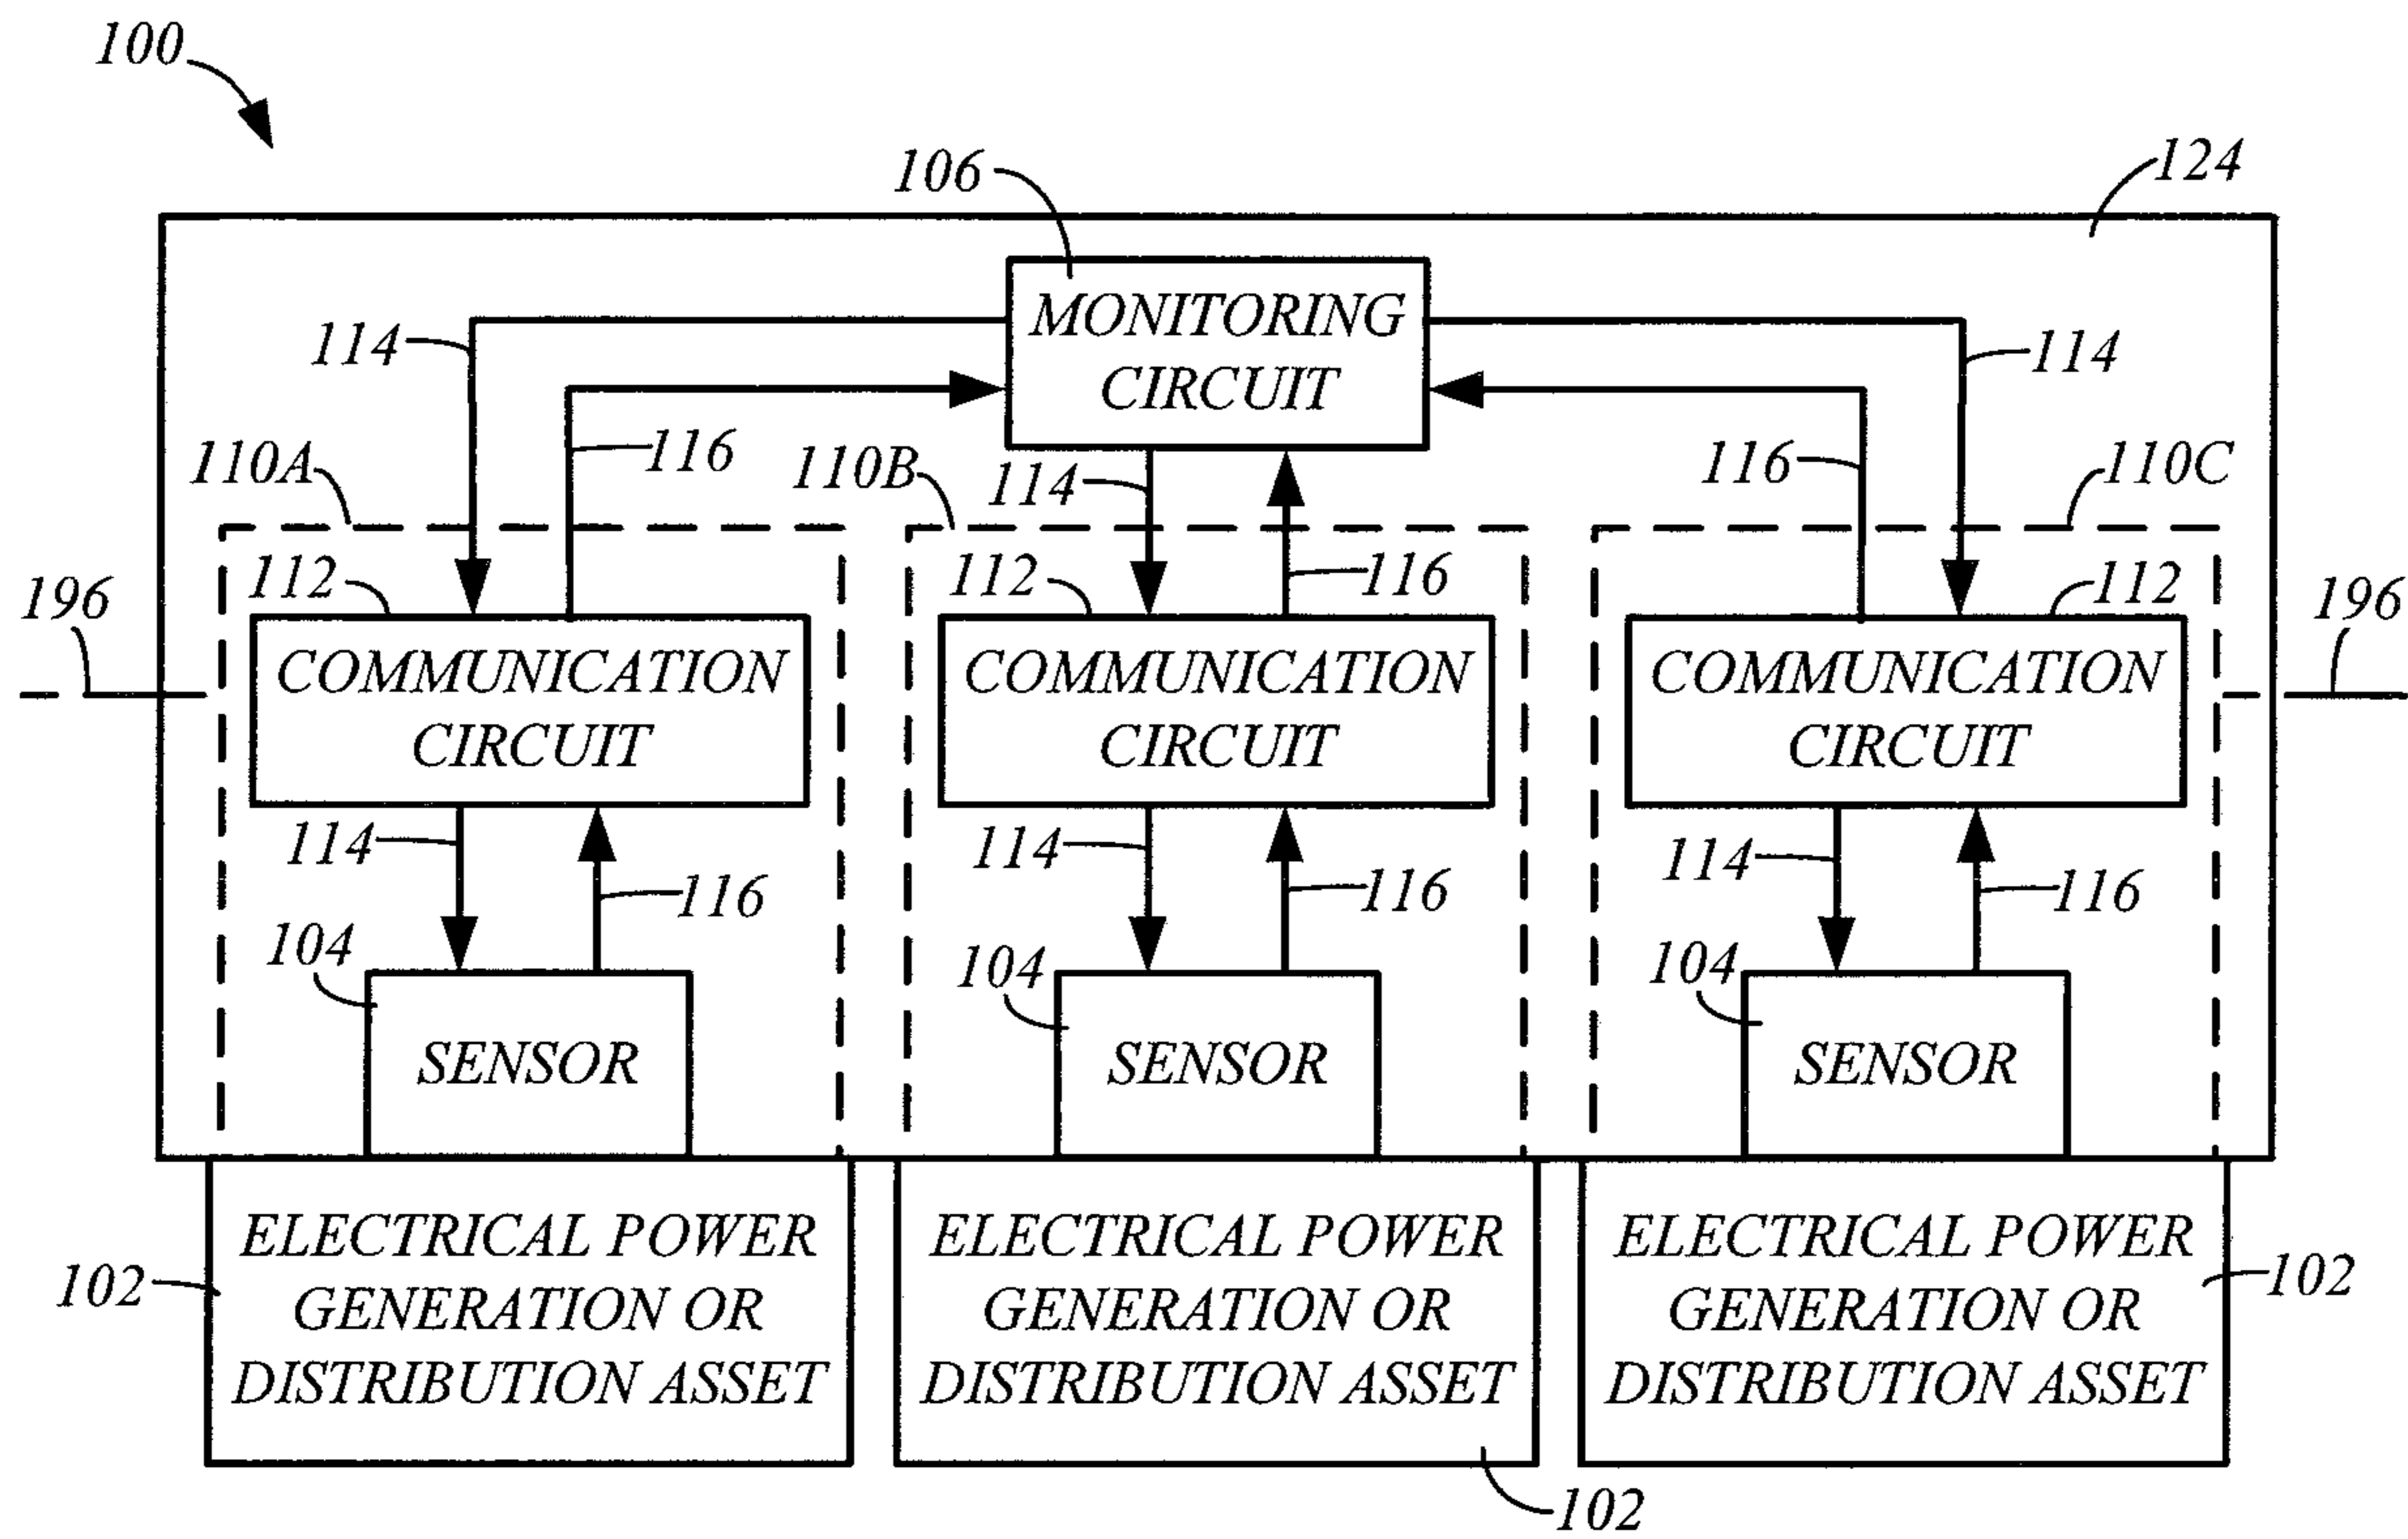 100
124
106
MONITORING
CIRCUIT
114
114
116
116
110A
110B
110C
114
116
112
112
112
196
196
COMMUNICATION
CIRCUIT
COMMUNICATION
CIRCUIT
COMMUNICATION
CIRCUIT
114
116
114
116
114
116
104
104
104
SENSOR
SENSOR
SENSOR
102
ELECTRICAL POWER
GENERATION OR
DISTRIBUTION ASSET
ELECTRICAL POWER
GENERATION OR
DISTRIBUTION ASSET
102
ELECTRICAL POWER
GENERATION OR
DISTRIBUTION ASSET
102